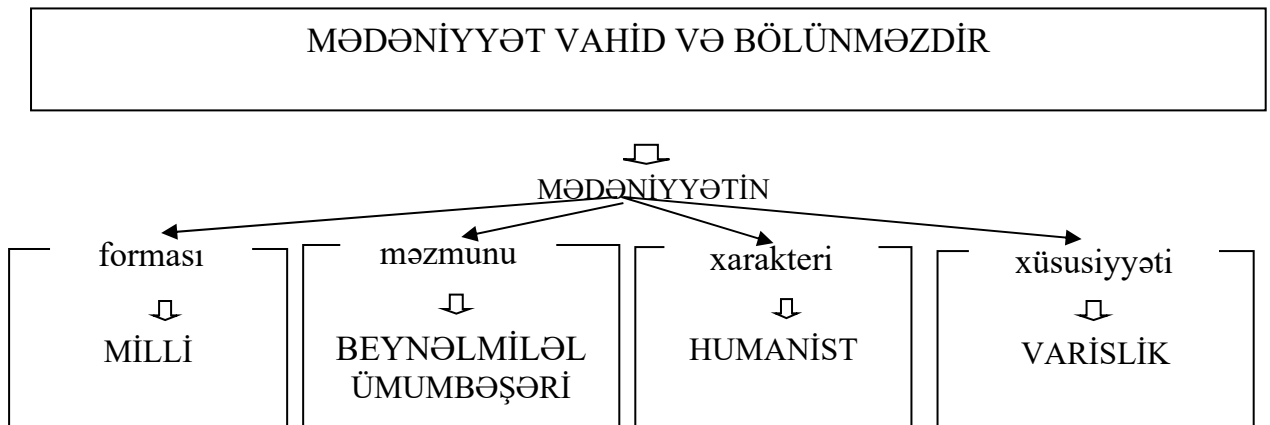 MƏDƏNİYYƏT VAHİD VƏ BÖLÜNMƏZDİR
MƏDƏNİYYƏTİN
forması
MİLLİ
məzmunu
BEYNƏLMİLƏL
ÜMUMBƏŞƏRİ
xarakteri
HUMANİST
xüsusiyyəti
VARİSLİK